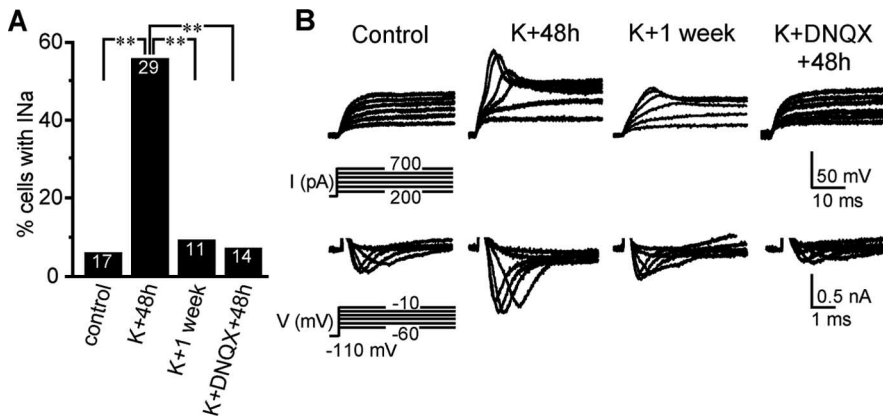 A
% cells with INa
60
40
20
0
**
**
**
17
29
11
14
control
K+48h
K+1 week
K+DNQX+48h
B
Control
K+48h
K+1 week
K+DNQX
+48h
I (pA)
700
200
50 mV
10 ms
V (mV)
-10
-60
-110 mV
0.5 nA
1 ms